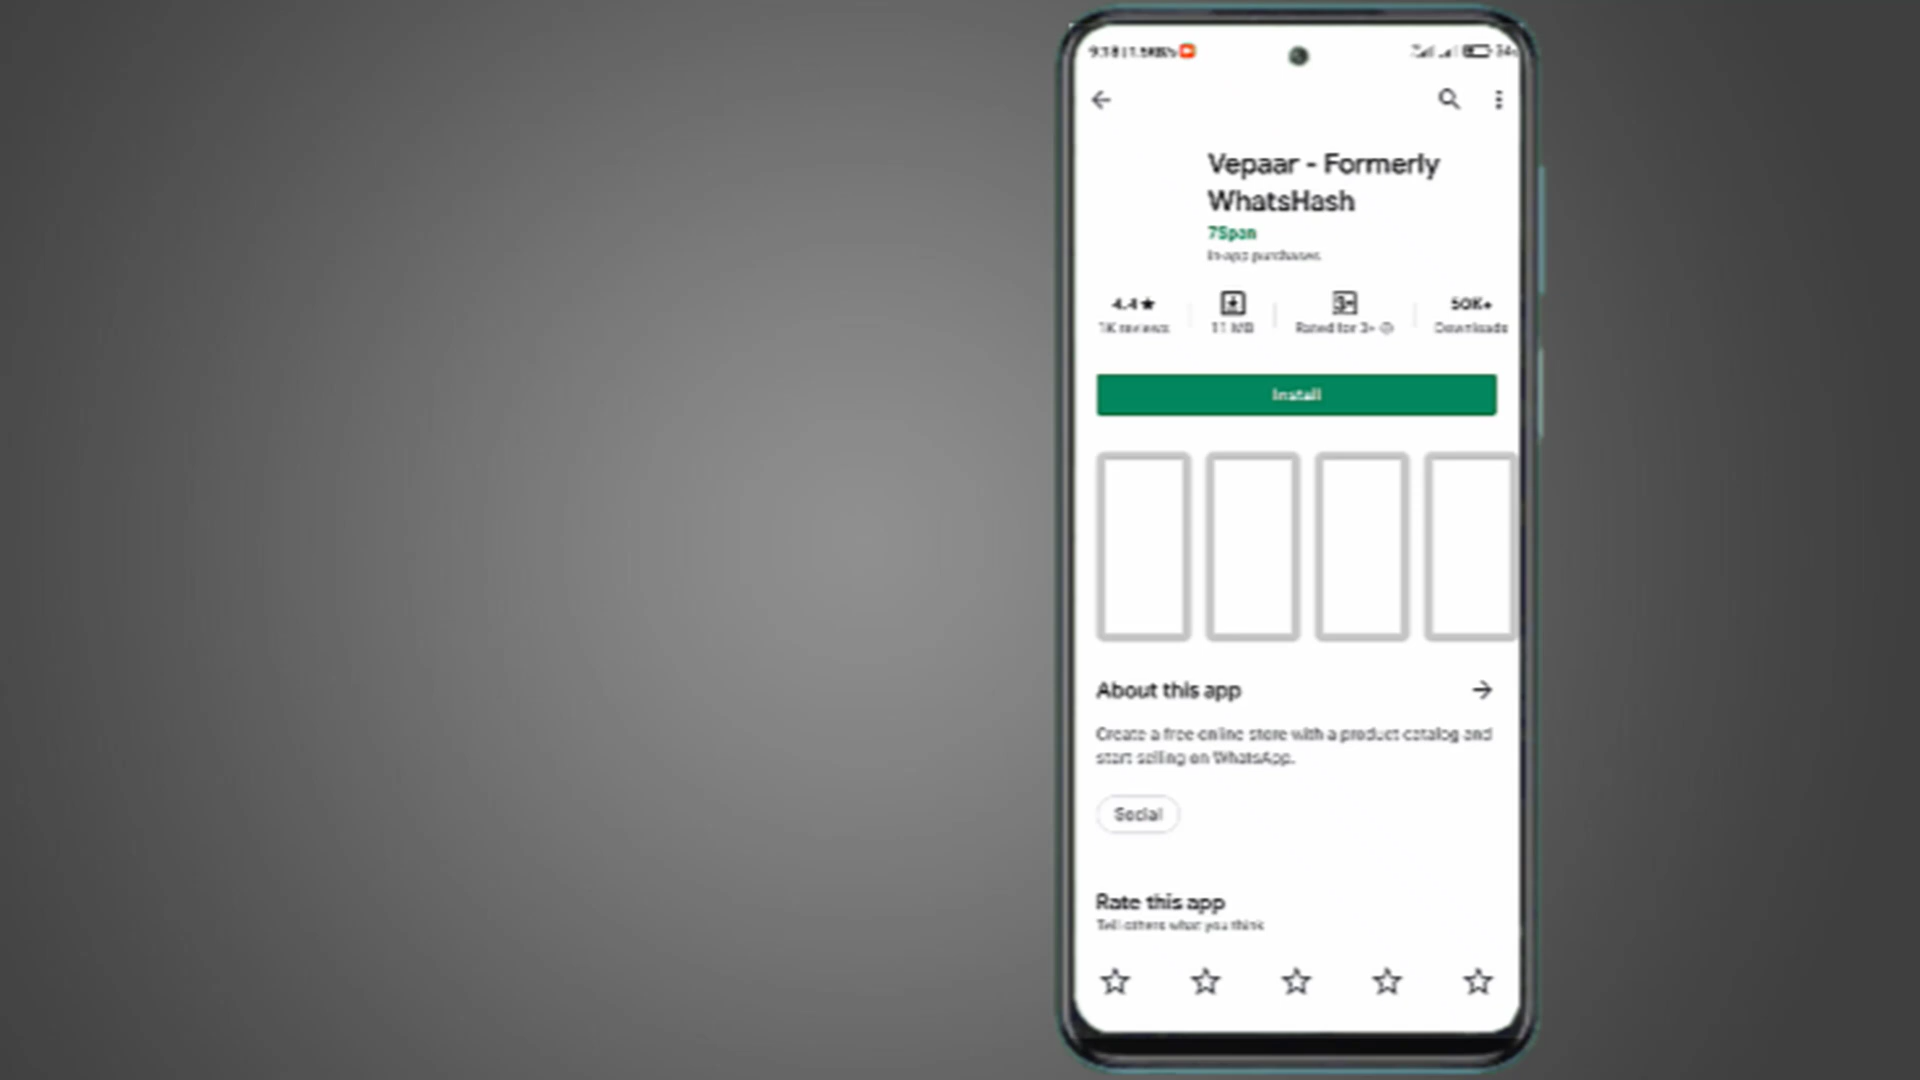 Vepaar - Formerly
WhatsHash
7Span
In-app purchases
4.4★
1K reviews
11 MB
3+
Rated for 3+
50K+
Downloads
Install
About this app
Create a free online store with a product catalog and
start selling on WhatsApp.
Social
Rate this app
Tell others what you think